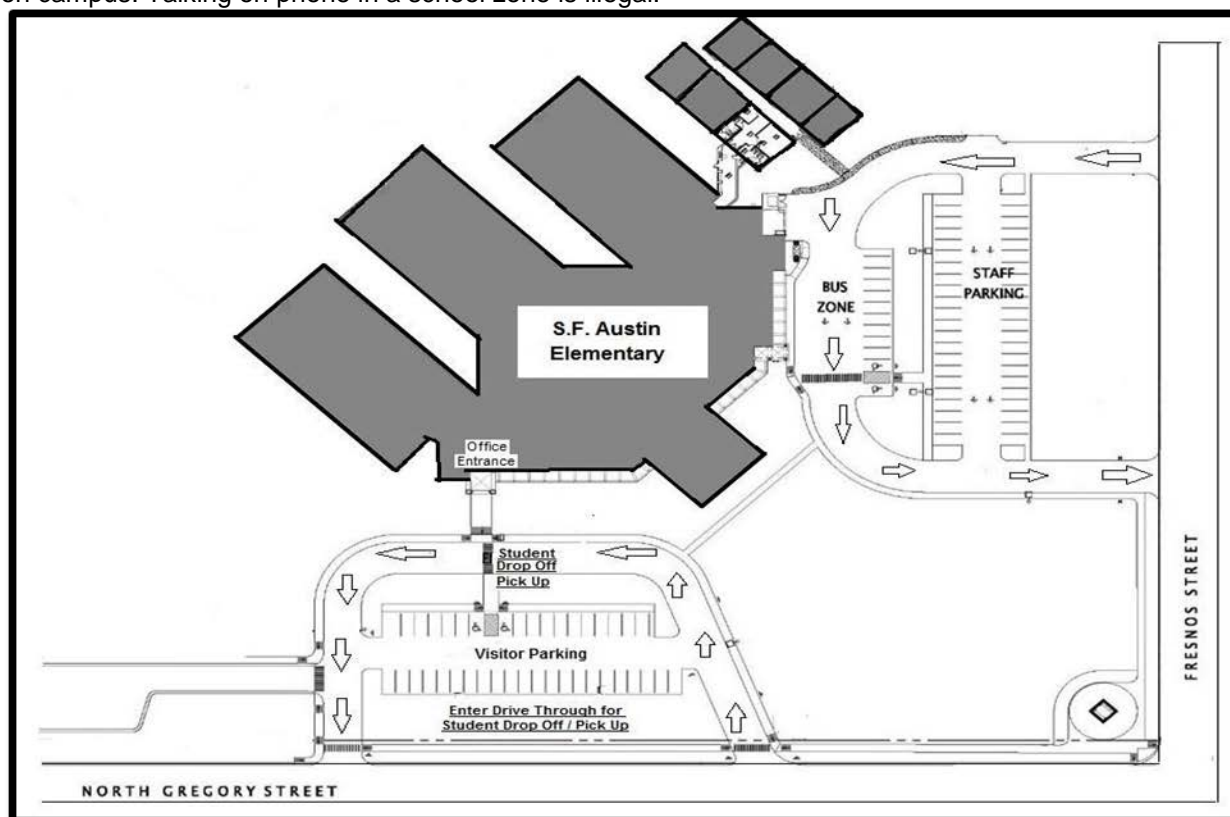 on campus. Talking on phone in a school zone is illegal.
STAFF
PARKING
BUS
ZONE
S.F. Austin
Elementary
Office
Entrance
Student
Drop Off
Pick Up
Visitor Parking
Enter Drive Through for
Student Drop Off / Pick Up
FRESNOS STREET
NORTH GREGORY STREET